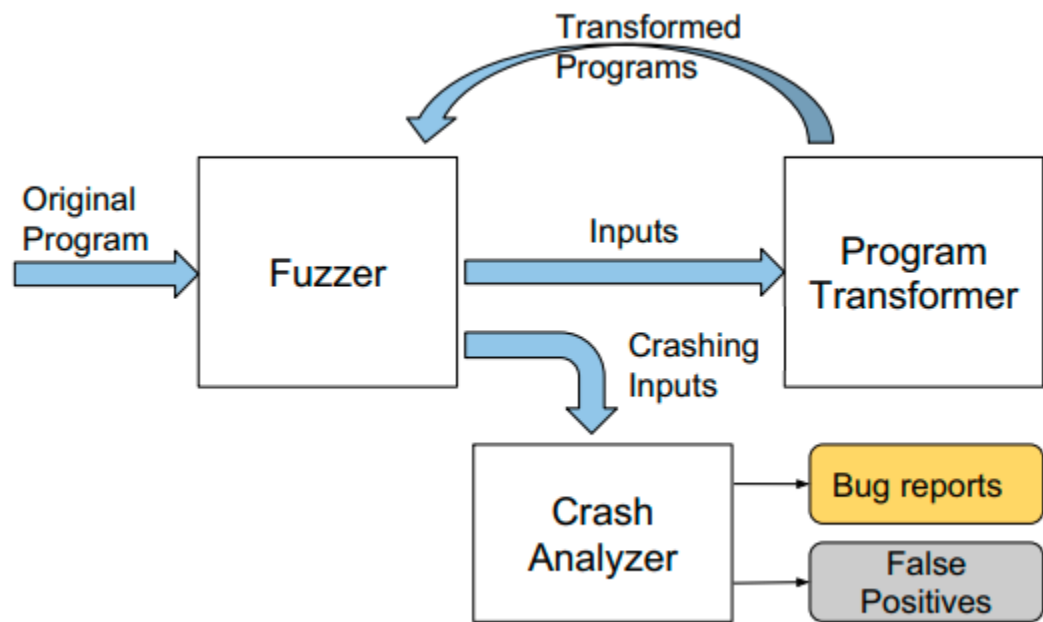 Transformed
Programs
Original
Program
Fuzzer
Inputs
Program
Transformer
Crashing
Inputs
Crash
Analyzer
Bug reports
False
Positives